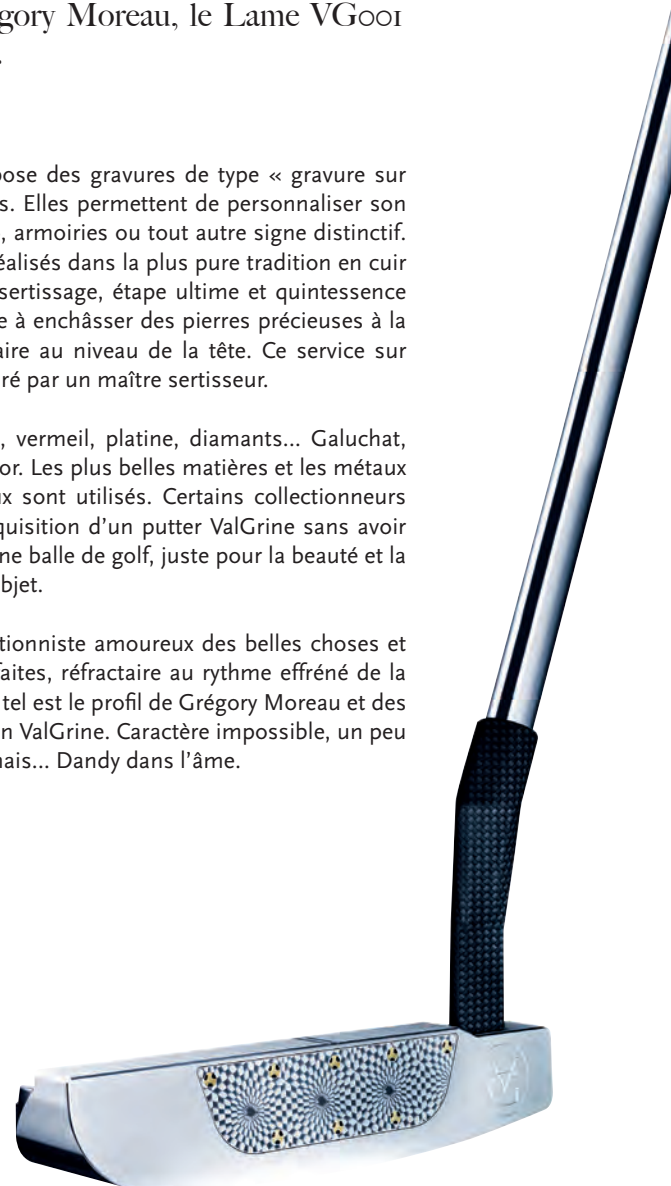 gory Moreau, le Lame VG001
.
pose des gravures de type « gravure sur
s. Elles permettent de personnaliser son
, armoiries ou tout autre signe distinctif.
éalisés dans la plus pure tradition en cuir
sertissage, étape ultime et quintessence
e à enchâsser des pierres précieuses à la
aire au niveau de la tête. Ce service sur
ré par un maître sertisseur.
, vermeil, platine, diamants... Galuchat,
or. Les plus belles matières et les métaux
ux sont utilisés. Certains collectionneurs
quisition d’un putter ValGrine sans avoir
ne balle de golf, juste pour la beauté et la
bjet.
tionniste amoureux des belles choses et
faites, réfractaire au rythme effréné de la
tel est le profil de Grégory Moreau et des
n ValGrine. Caractère impossible, un peu
nais... Dandy dans l’âme.